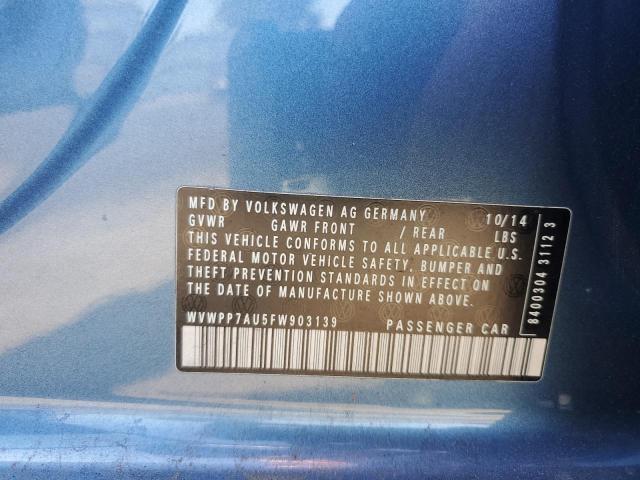 MFD BY VOLKSWAGEN AG GERMANY 10/14
GVWR GAWR FRONT / REAR LBS
THIS VEHICLE CONFORMS TO ALL APPLICABLE U.S.
FEDERAL MOTOR VEHICLE SAFETY, BUMPER AND
THEFT PREVENTION STANDARDS IN EFFECT ON
THE DATE OF MANUFACTURE SHOWN ABOVE.
WVWPP7AU5FW903139 PASSENGER CAR
8400304 3112 3